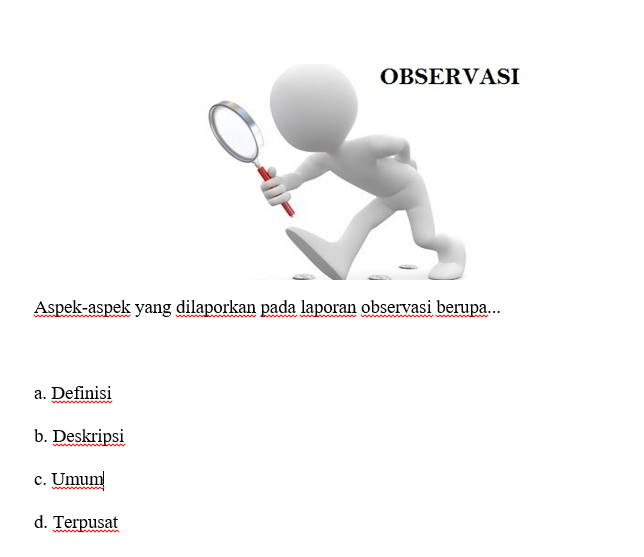 OBSERVASI
Aspek-aspek yang dilaporkan pada laporan observasi berupa...
a. Definisi
b. Deskripsi
c. Umum
d. Terpusat